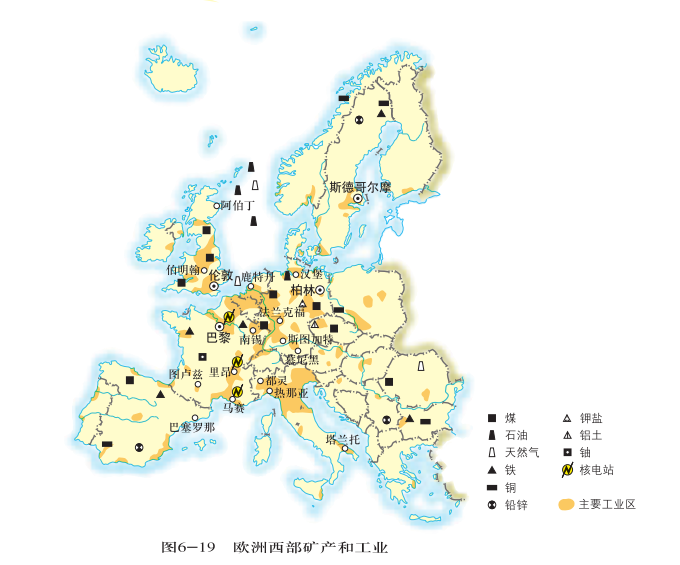 斯德哥尔摩
阿伯丁
伯明翰
伦敦
鹿特丹
汉堡
柏林
法兰克福
巴黎
南锡
斯图加特
慕尼黑
图卢兹
里昂
都灵
热那亚
马赛
巴塞罗那
塔兰托
煤
石油
天然气
铁
铜
铅锌
钾盐
铝土
铀
核电站
主要工业区
图6-19 欧洲西部矿产和工业